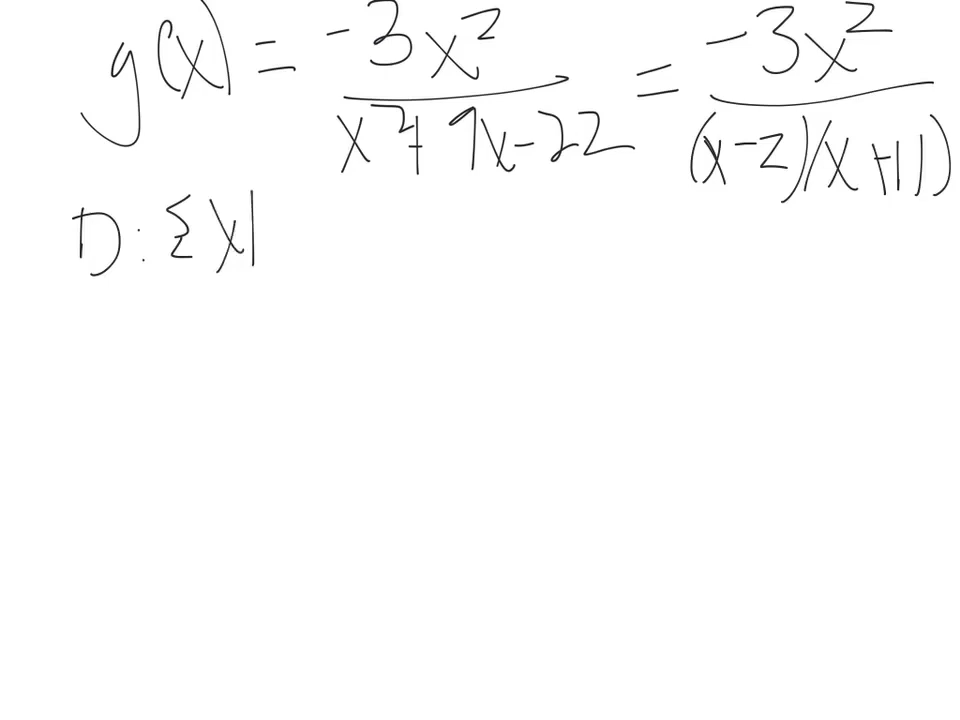 g(x) = -3x² / (x² + 9x - 22) = -3x² / ((x - 2)(x + 11))
D: {x|